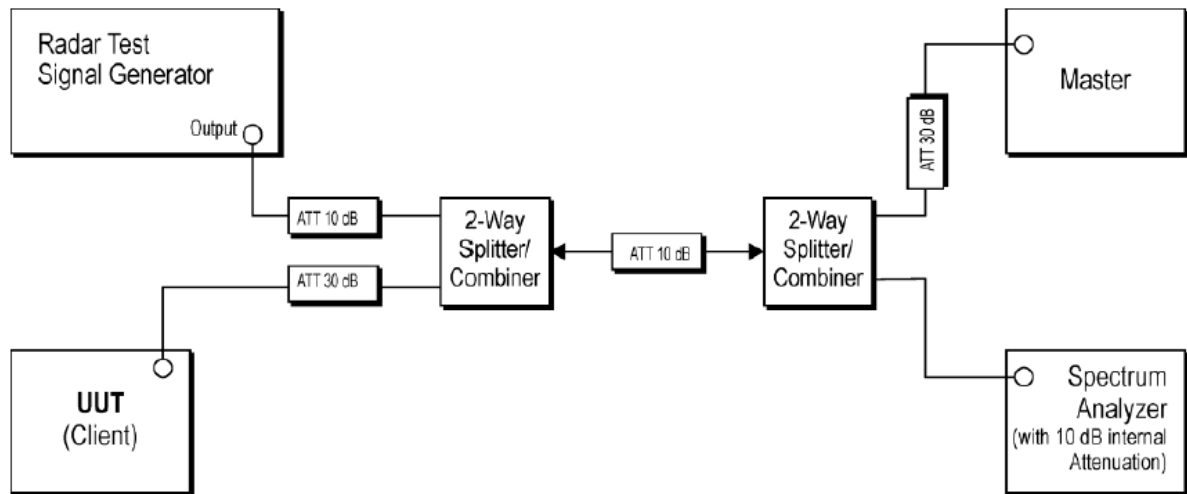 Radar Test
Signal Generator
Output
ATT 10 dB
ATT 30 dB
2-Way
Splitter/
Combiner
ATT 10 dB
2-Way
Splitter/
Combiner
ATT 30 dB
Master
UUT
(Client)
Spectrum
Analyzer
(with 10 dB internal
Attenuation)